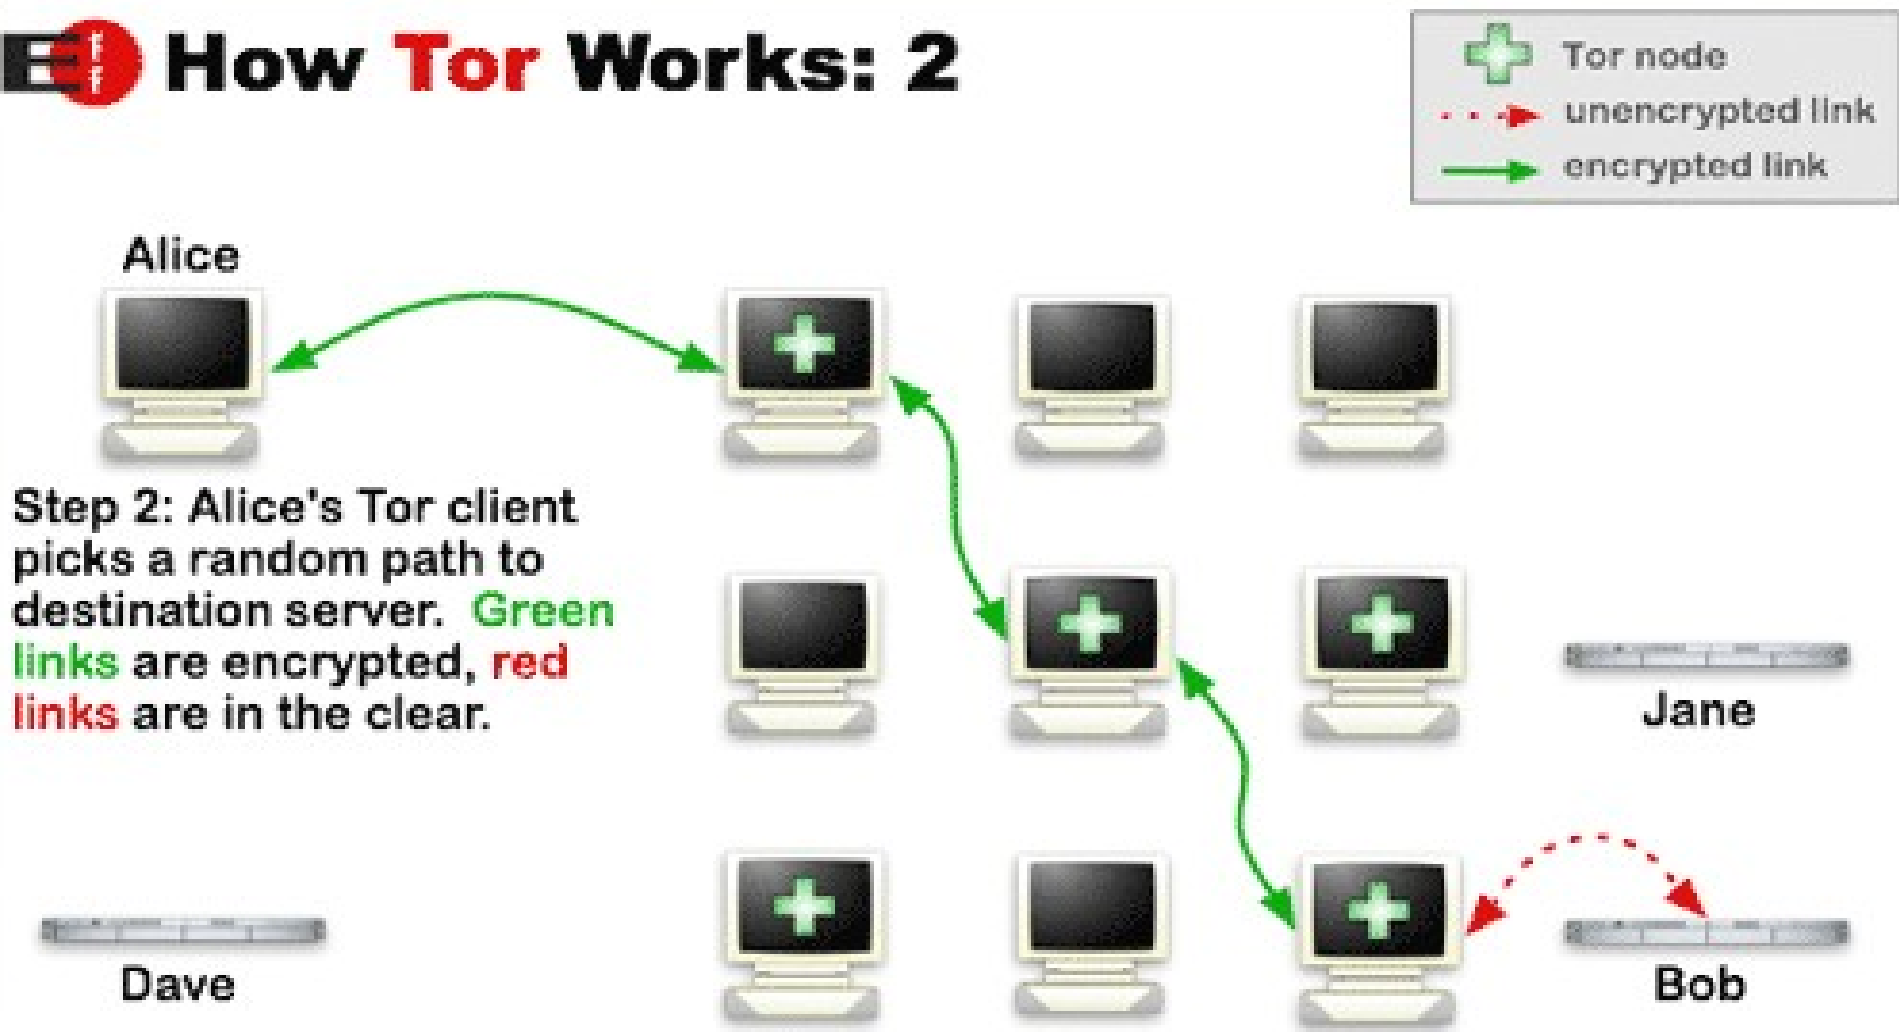 EFF How Tor Works: 2
Tor node
unencrypted link
encrypted link
Alice
Step 2: Alice's Tor client
picks a random path to
destination server. Green
links are encrypted, red
links are in the clear.
Jane
Dave
Bob